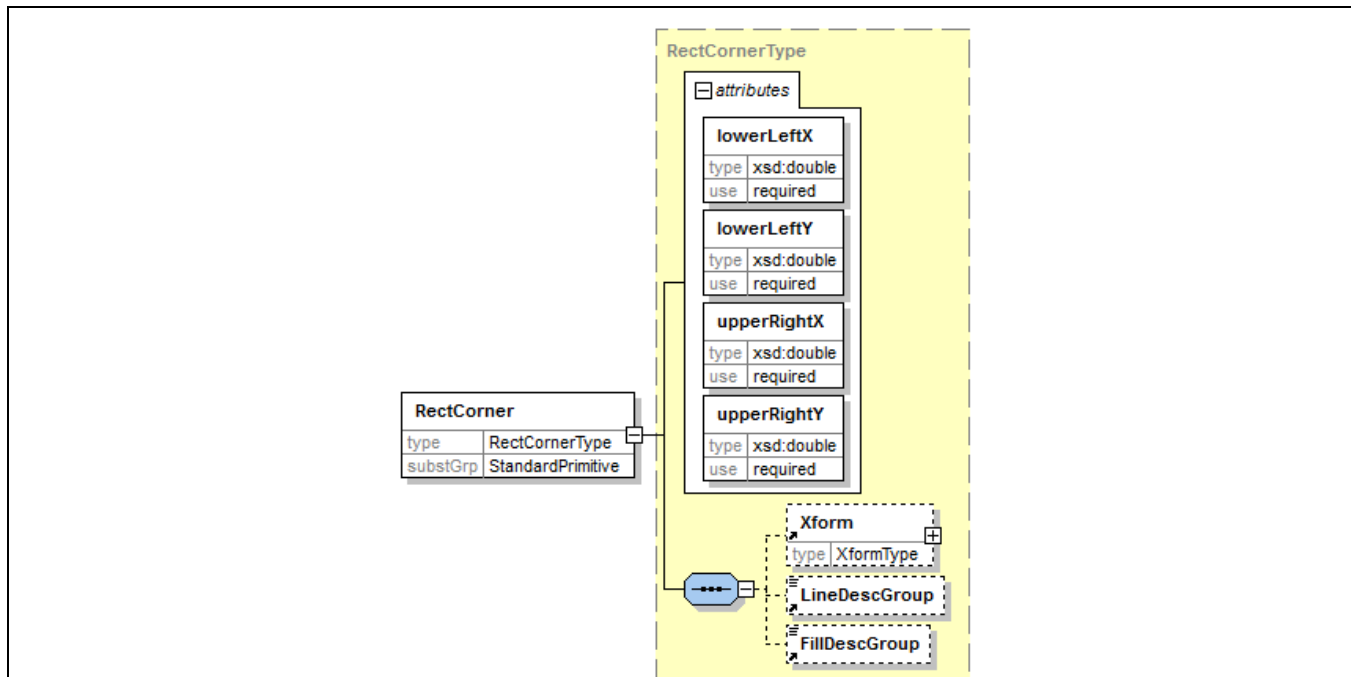 RectCornerType
attributes
lowerLeftX
type xsd:double
use required
lowerLeftY
type xsd:double
use required
upperRightX
type xsd:double
use required
upperRightY
type xsd:double
use required
RectCorner
type RectCornerType
substGrp StandardPrimitive
Xform
type XformType
LineDescGroup
FillDescGroup